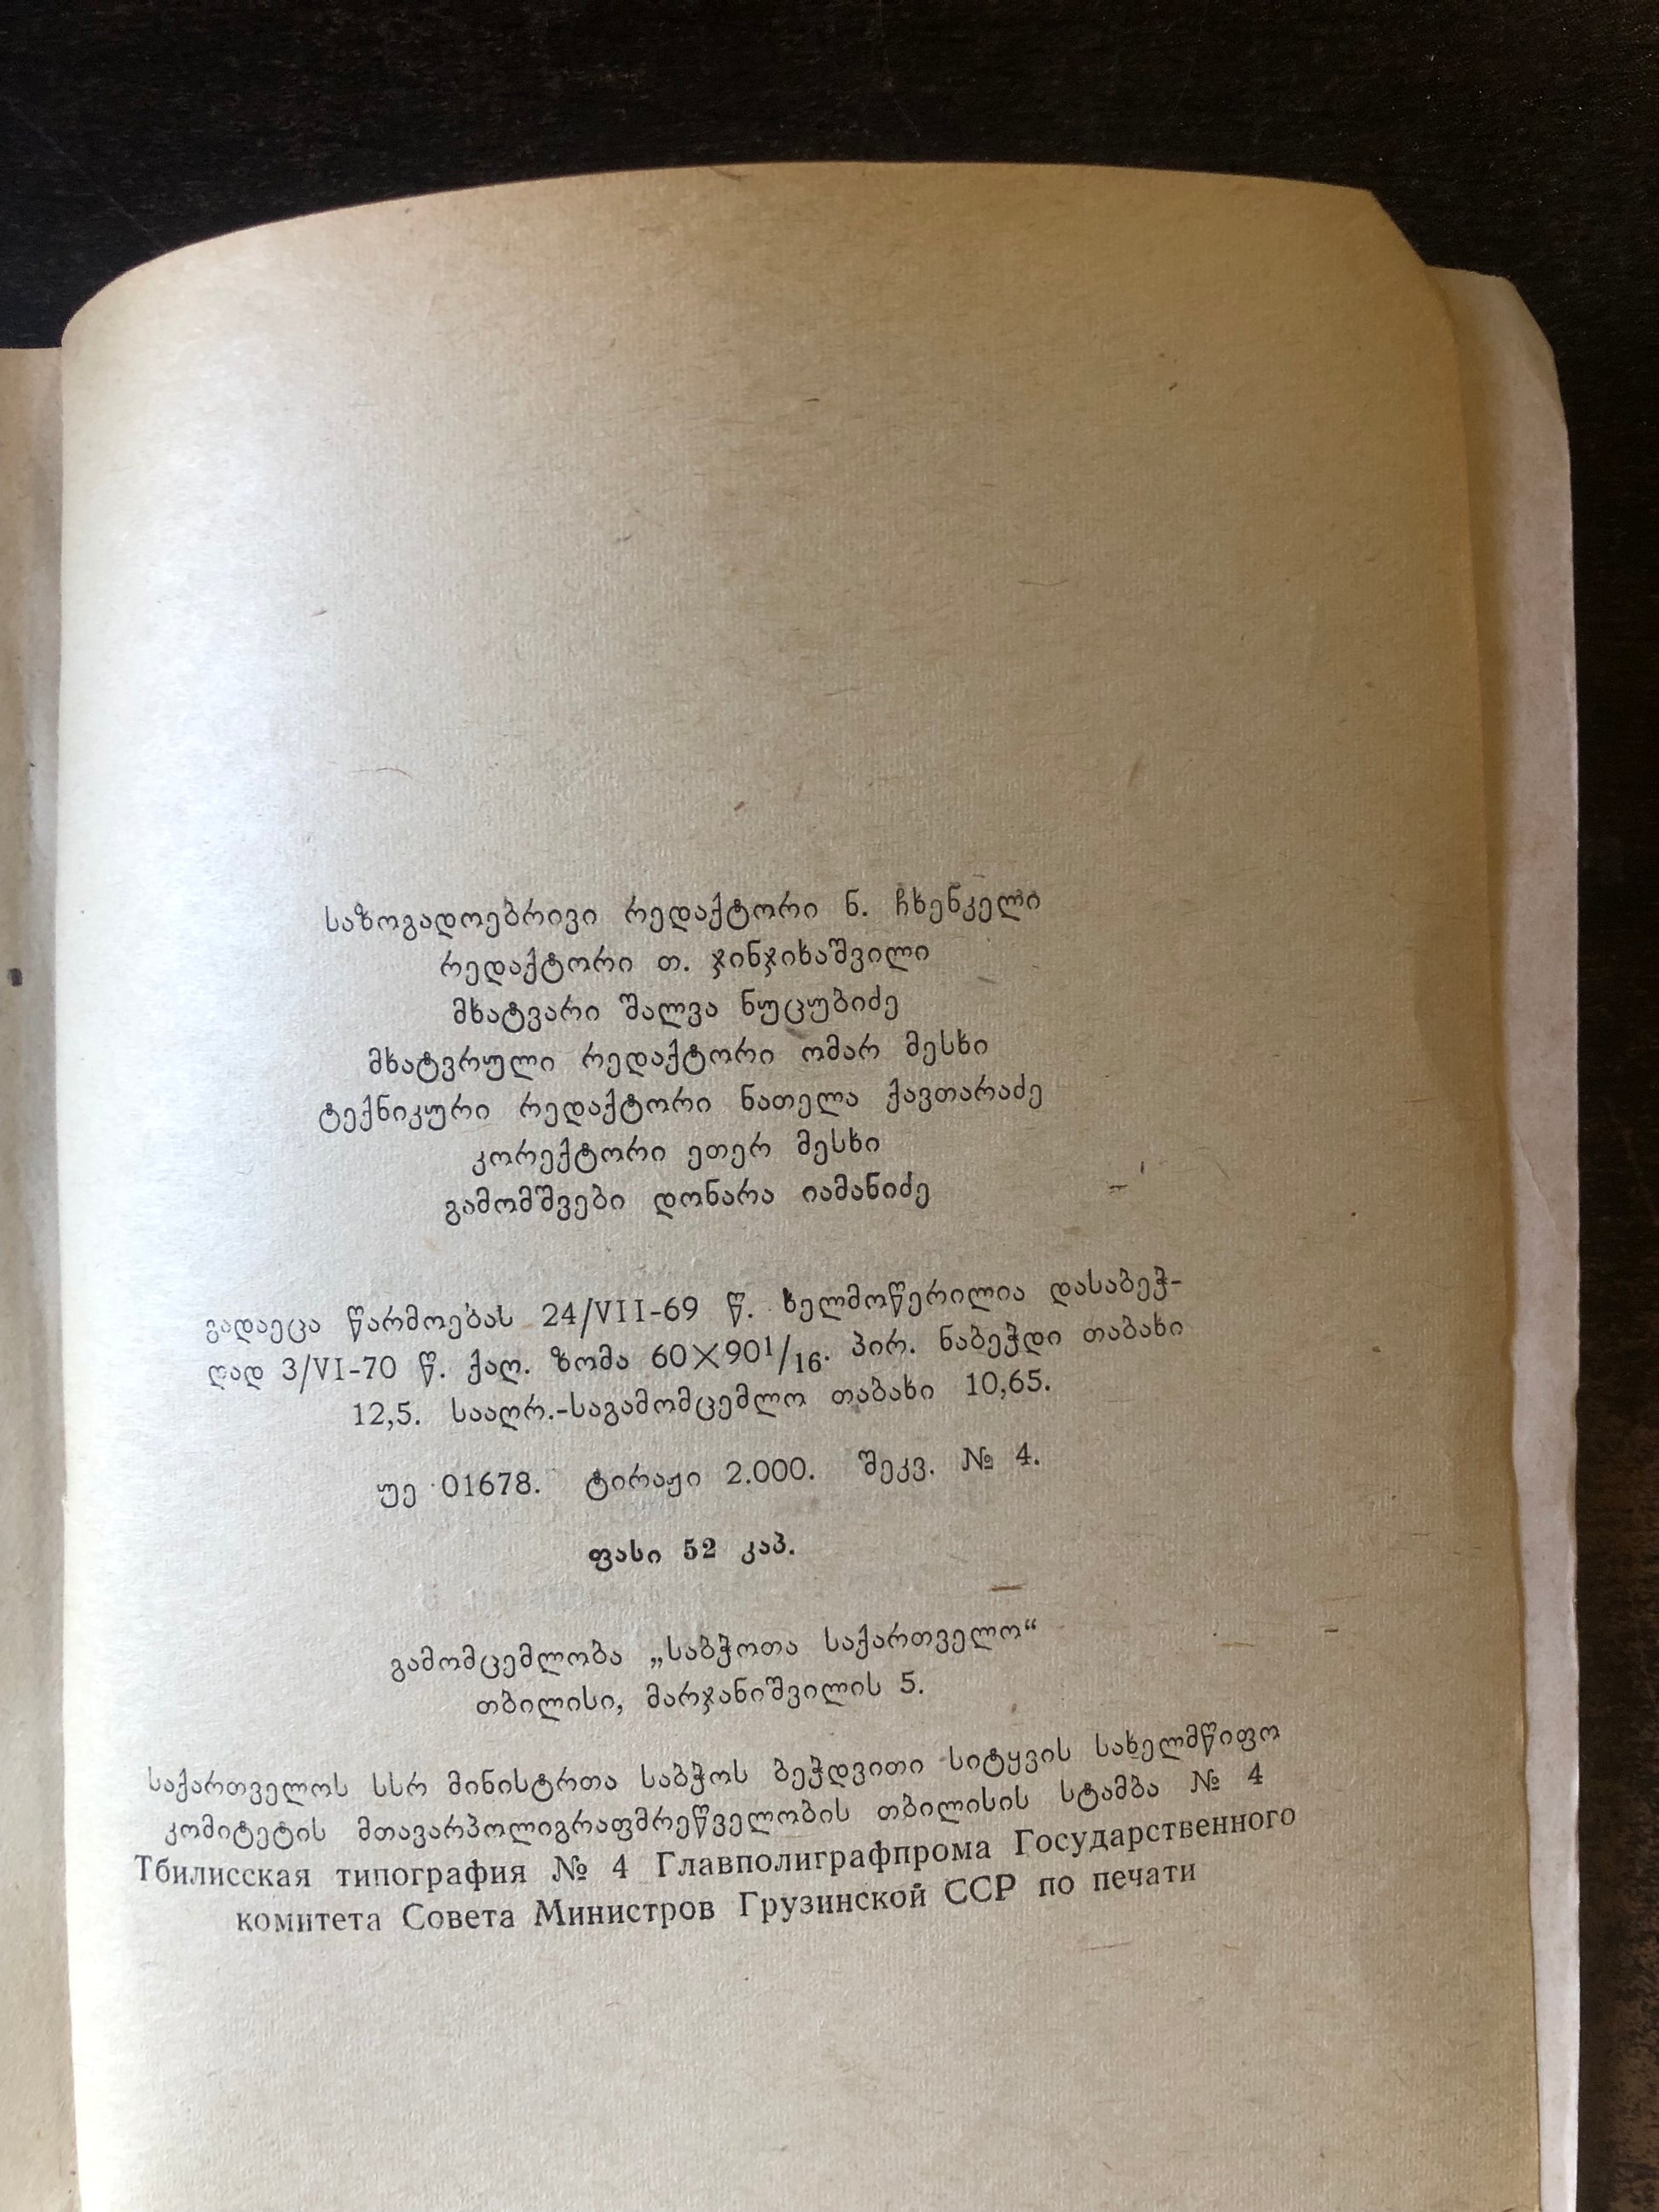 საზოგადოებრივი რედაქტორი ნ. ჩხენკელი
რედაქტორი თ. ჯინჯიხაშვილი
მხატვარი შალვა ნუცუბიძე
მხატვრული რედაქტორი ომარ მესხი
ტექნიკური რედაქტორი ნათელა ქავთარაძე
კორექტორი ეთერ მესხი
გამომშვები დონარა იამანიძე
გადაეცა წარმოებას 24/VII-69 წ. ხელმოწერილია დასაბეჭ-
ღად 3/VI-70 წ. ქაღ. ზომა 60×90¹/₁₆. პირ. ნაბეჭდი თაბახი
12,5. სააღრ.-საგამომცემლო თაბახი 10,65.
უე 01678. ტირაჟი 2.000. შეკვ. № 4.
ფასი 52 კაპ.
გამომცემლობა „საბჭოთა საქართველო“
თბილისი, მარჯანიშვილის 5.
საქართველოს სსრ მინისტრთა საბჭოს ბეჭდვითი სიტყვის სახელმწიფო
კომიტეტის მთავარპოლიგრაფმრეწველობის თბილისის სტამბა № 4
Тбилисская типография № 4 Главполиграфпрома Государственного
комитета Совета Министров Грузинской ССР по печати